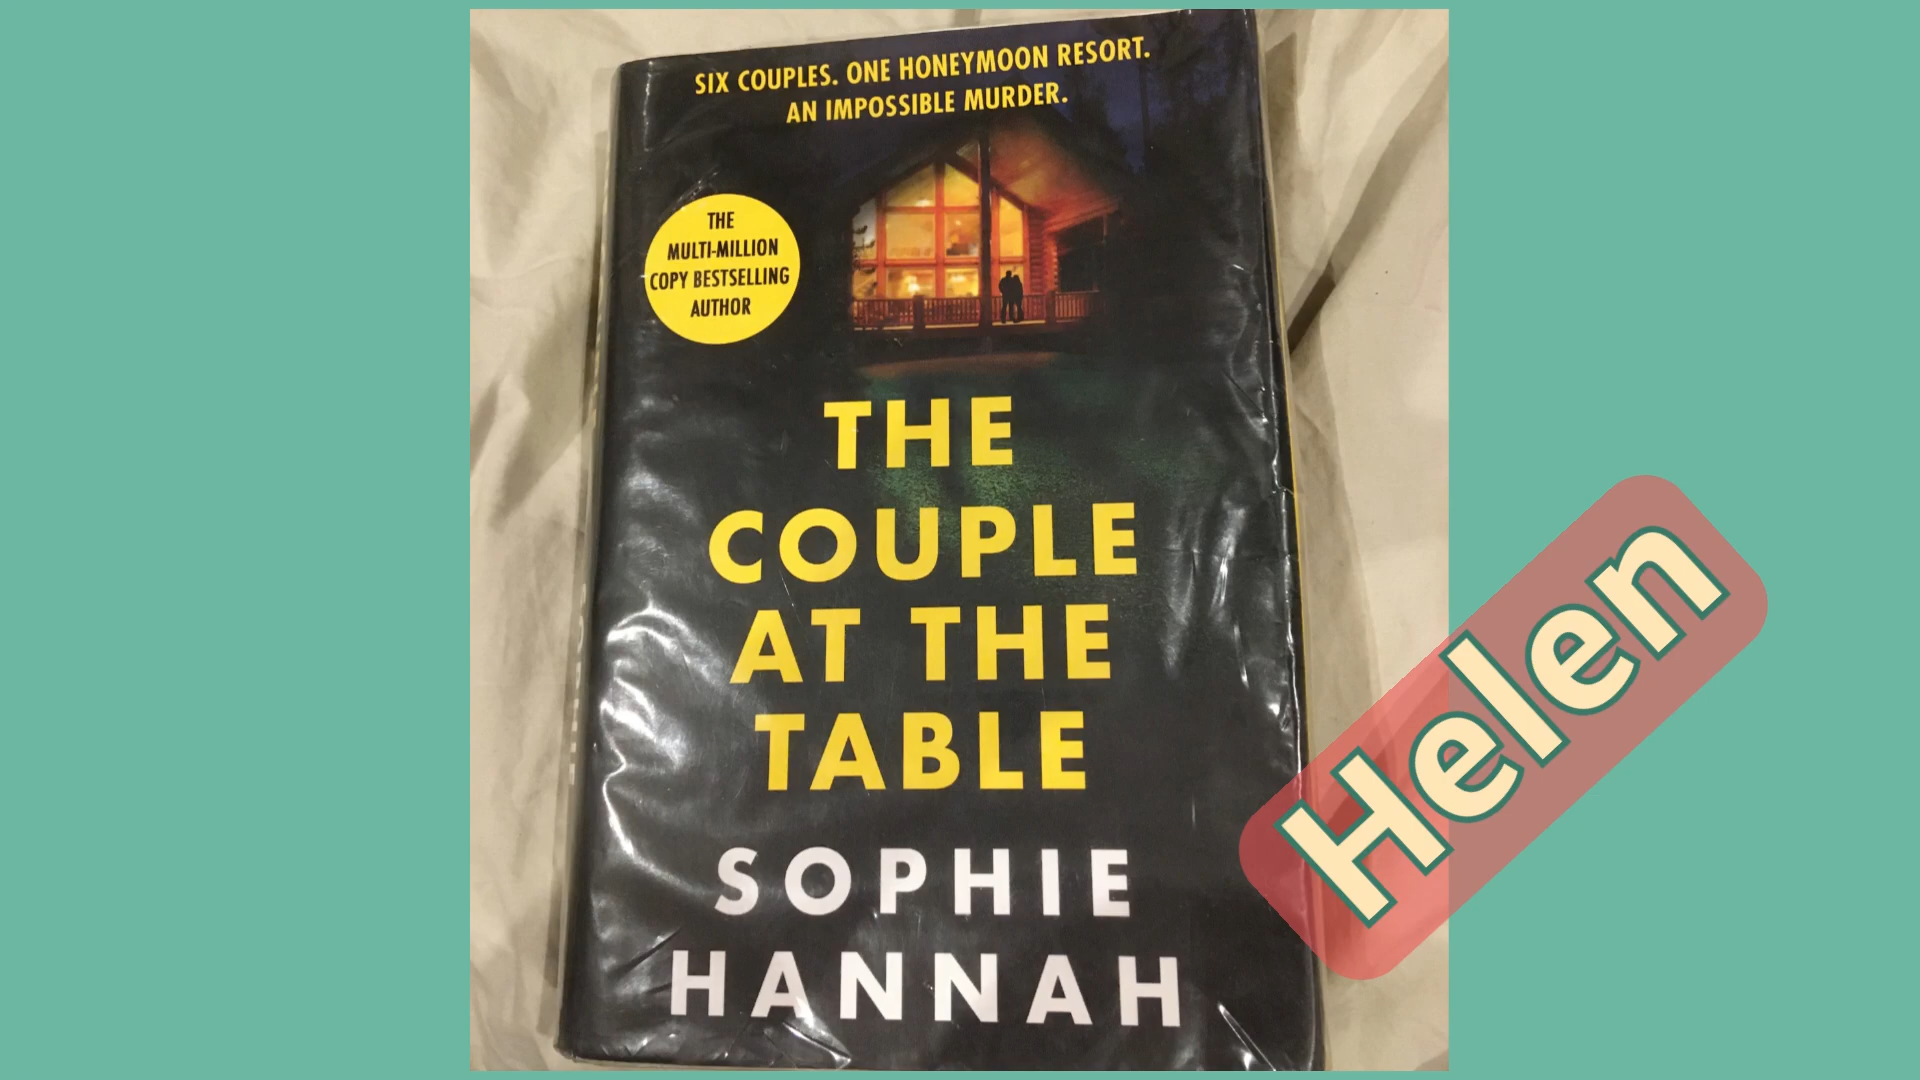 SIX COUPLES. ONE HONEYMOON RESORT.
AN IMPOSSIBLE MURDER.
THE
MULTI-MILLION
COPY BESTSELLING
AUTHOR
THE
COUPLE
AT THE
TABLE
SOPHIE
HANNAH
Helen